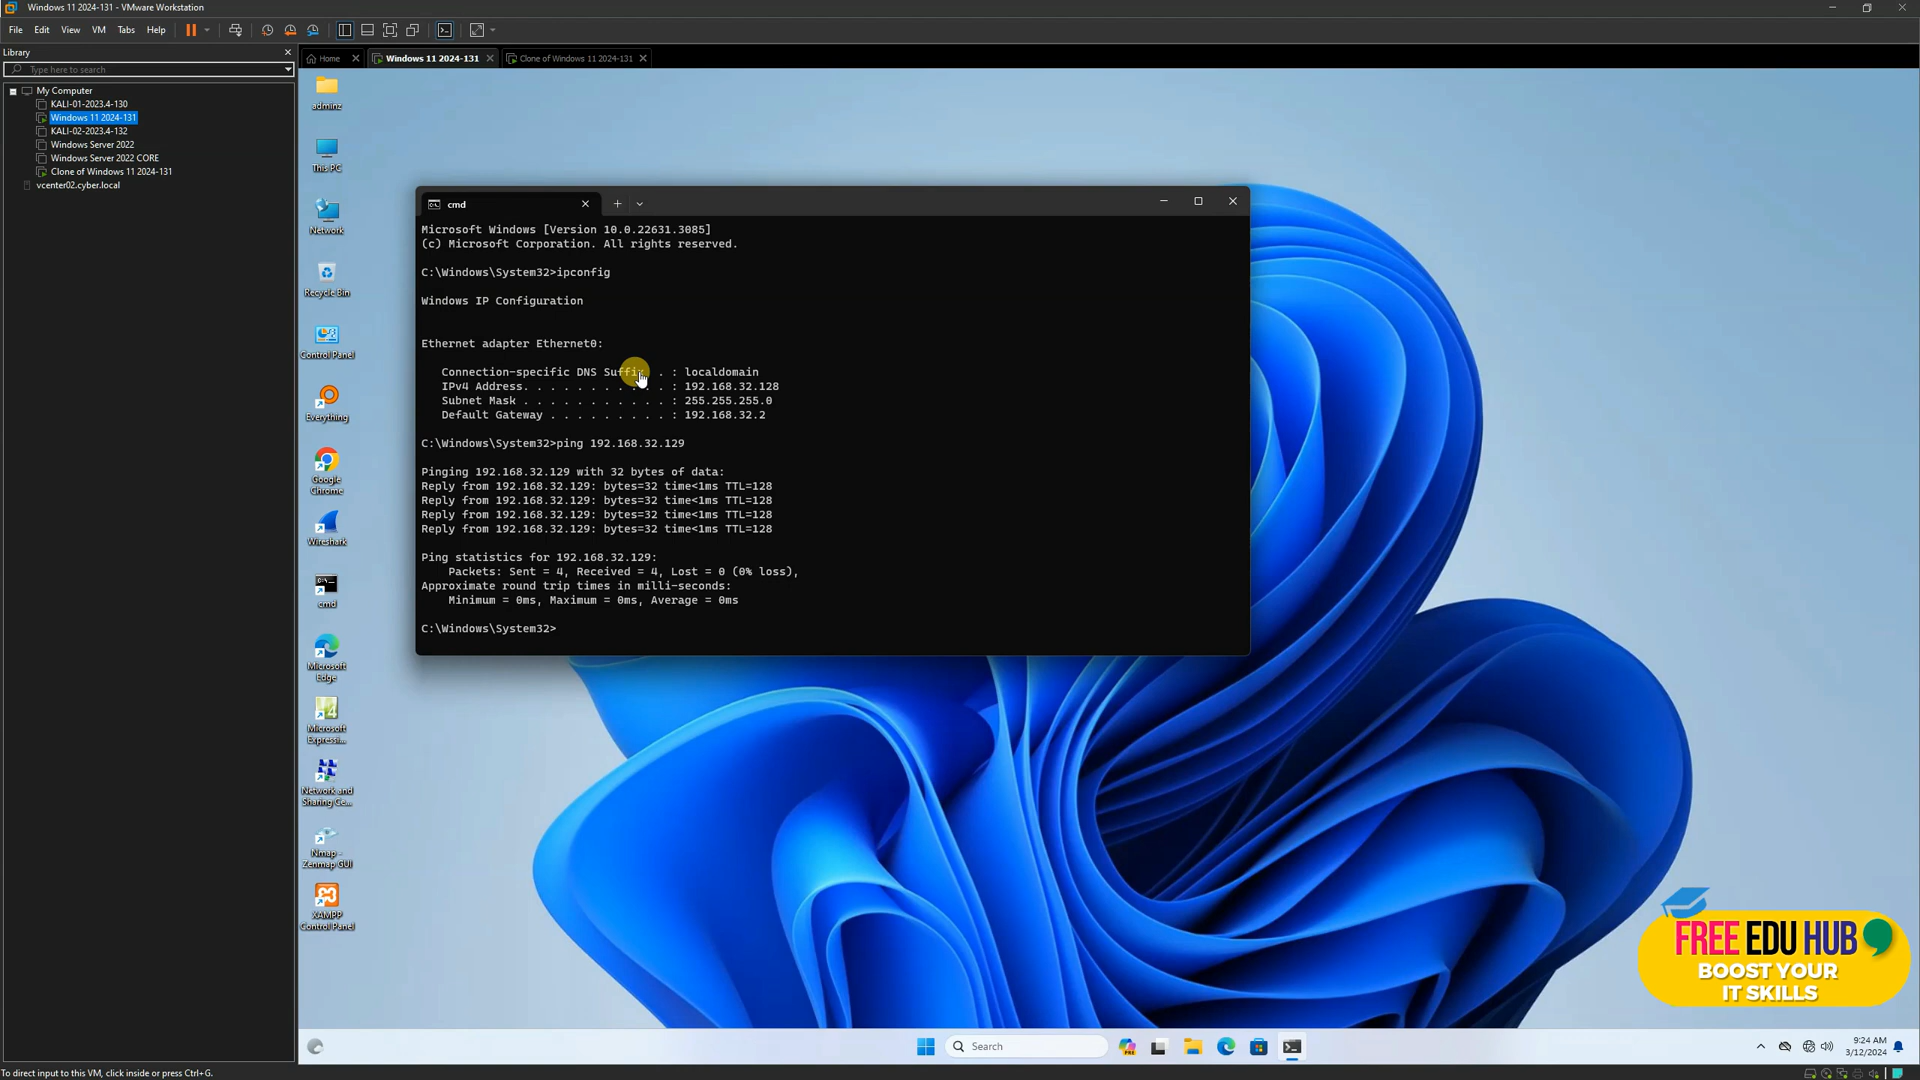 Windows 11 2024-131 - VMware Workstation
File Edit View VM Tabs Help
Library
Type here to search
My Computer
KALI-01-2023.4-130
Windows 11 2024-131
KALI-02-2023.4-132
Windows Server 2022
Windows Server 2022 CORE
Clone of Windows 11 2024-131
vcenter02.cyber.local
Home
Windows 11 2024-131
Clone of Windows 11 2024-131
adminz
This PC
Network
Recycle Bin
Control Panel
Everything
Google
Chrome
Wireshark
cmd
Microsoft
Edge
Microsoft
Expressi...
Network and
Sharing Ce...
Nmap -
Zenmap GUI
XAMPP
Control Panel
cmd
Microsoft Windows [Version 10.0.22631.3085]
(c) Microsoft Corporation. All rights reserved.
C:\Windows\System32>ipconfig
Windows IP Configuration
Ethernet adapter Ethernet0:
Connection-specific DNS Suffix . : localdomain
IPv4 Address. . . . . . . . . . . : 192.168.32.128
Subnet Mask . . . . . . . . . . . : 255.255.255.0
Default Gateway . . . . . . . . . : 192.168.32.2
C:\Windows\System32>ping 192.168.32.129
Pinging 192.168.32.129 with 32 bytes of data:
Reply from 192.168.32.129: bytes=32 time<1ms TTL=128
Reply from 192.168.32.129: bytes=32 time<1ms TTL=128
Reply from 192.168.32.129: bytes=32 time<1ms TTL=128
Reply from 192.168.32.129: bytes=32 time<1ms TTL=128
Ping statistics for 192.168.32.129:
Packets: Sent = 4, Received = 4, Lost = 0 (0% loss),
Approximate round trip times in milli-seconds:
Minimum = 0ms, Maximum = 0ms, Average = 0ms
C:\Windows\System32>
FREE EDU HUB
BOOST YOUR
IT SKILLS
Search
9:24 AM
3/12/2024
To direct input to this VM, click inside or press Ctrl+G.